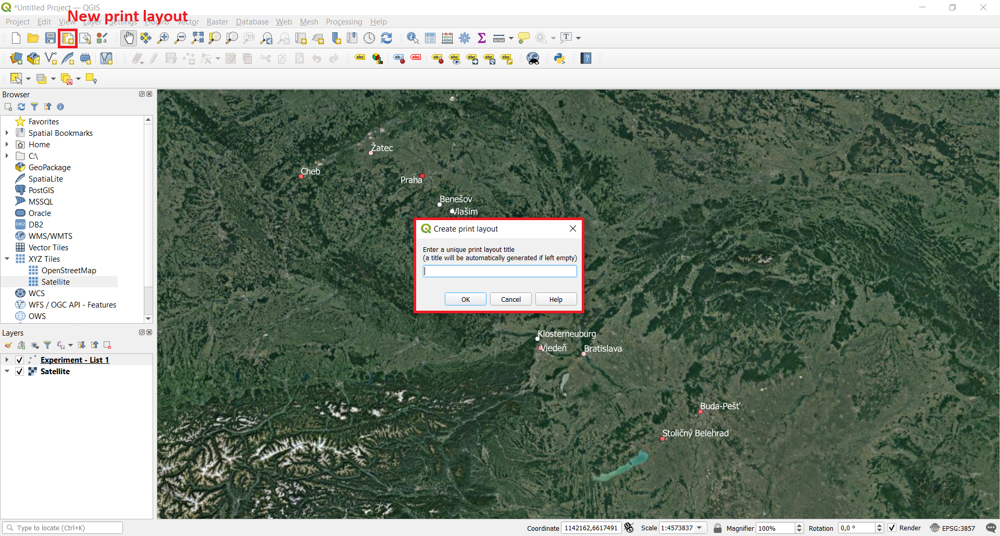 *Untitled Project — QGIS
New print layout
Project Edit View Layer Settings Plugins Vector Raster Database Web Mesh Processing Help
Browser
Favorites
Spatial Bookmarks
Home
C:\
GeoPackage
SpatiaLite
PostGIS
MSSQL
Oracle
DB2
WMS/WMTS
Vector Tiles
XYZ Tiles
OpenStreetMap
Satellite
WCS
WFS / OGC API - Features
OWS
Layers
Experiment - List 1
Satellite
Žatec
Cheb
Praha
Benešov
Vlašim
Create print layout
Enter a unique print layout title
(a title will be automatically generated if left empty)
OK Cancel Help
Klosterneuburg
Viedeň
Bratislava
Buda-Pešť
Stoličný Belehrad
Type to locate (Ctrl+K)
Coordinate 1142162,6617491 Scale 1:4573837 Magnifier 100% Rotation 0,0 ° Render EPSG:3857